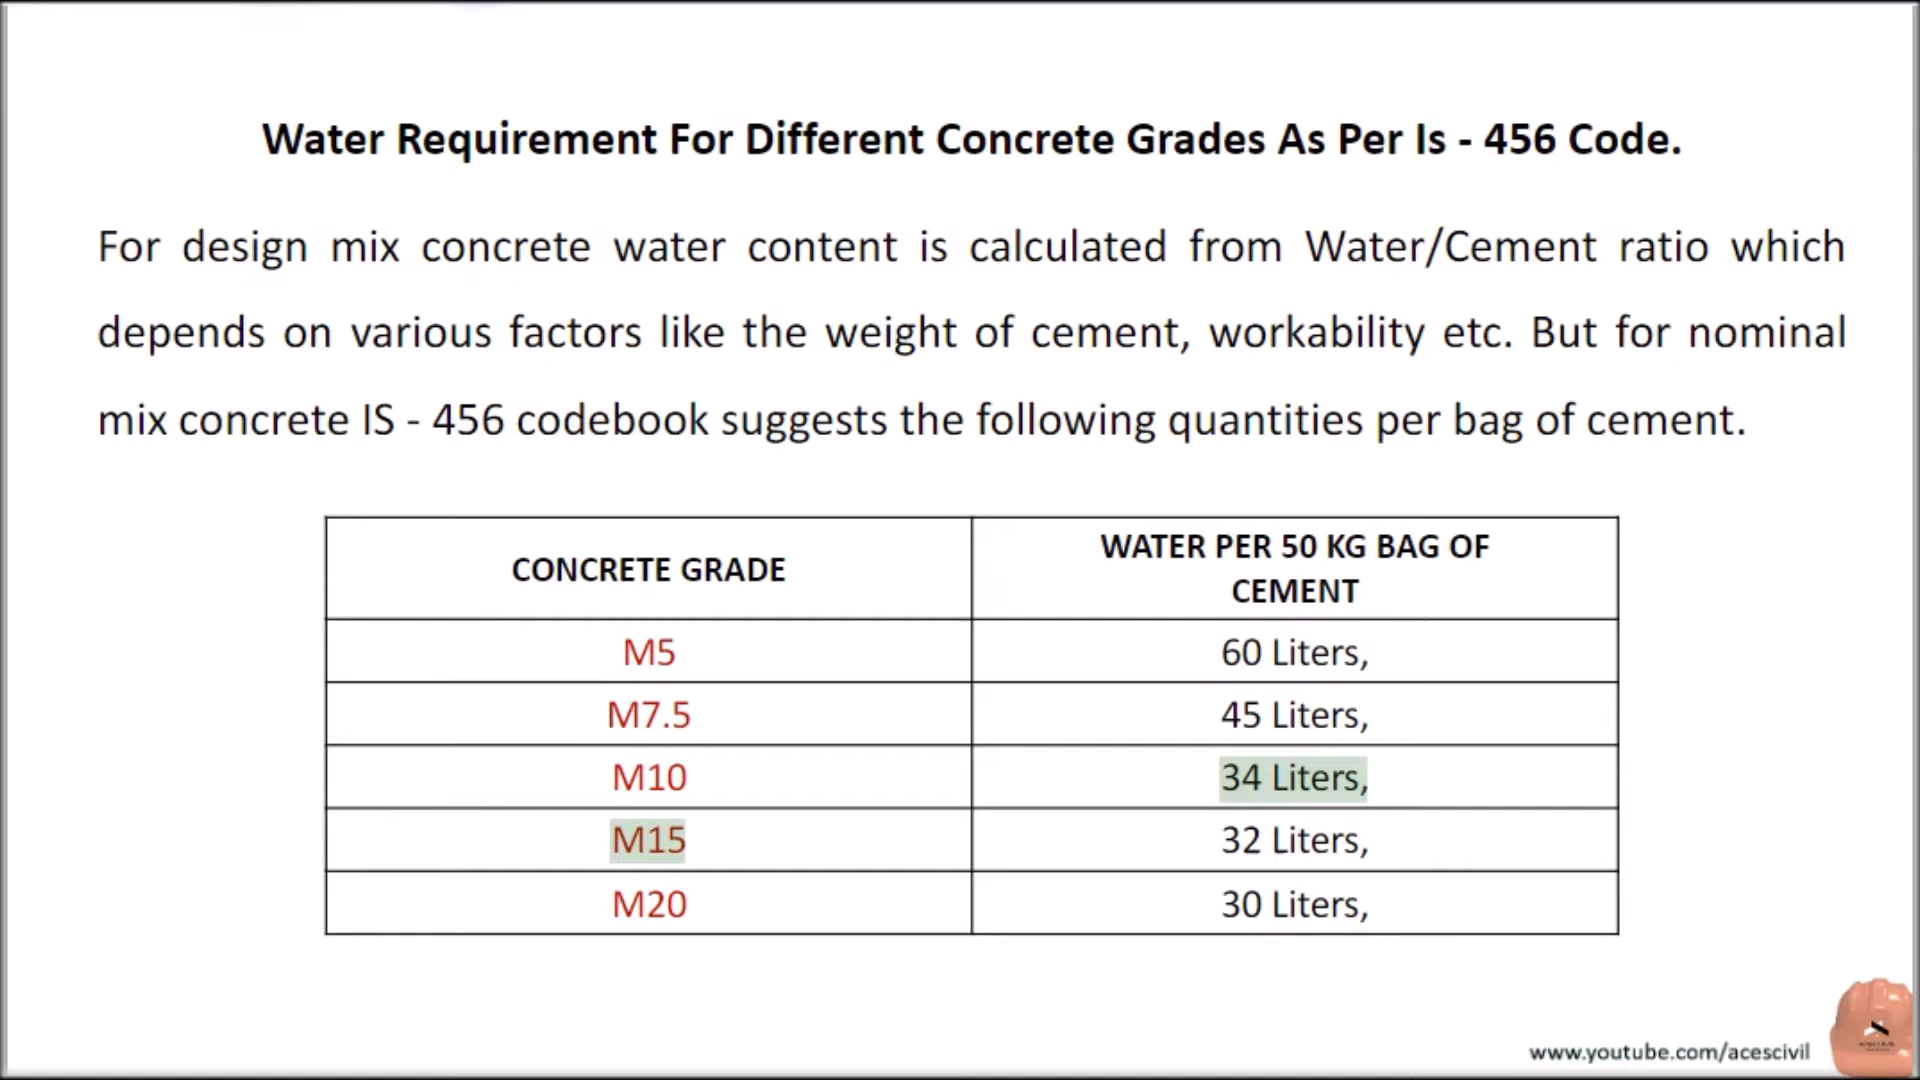 Water Requirement For Different Concrete Grades As Per Is - 456 Code.
For design mix concrete water content is calculated from Water/Cement ratio which
depends on various factors like the weight of cement, workability etc. But for nominal
mix concrete IS - 456 codebook suggests the following quantities per bag of cement.
CONCRETE GRADE
WATER PER 50 KG BAG OF
CEMENT
M5
60 Liters,
M7.5
45 Liters,
M10
34 Liters,
M15
32 Liters,
M20
30 Liters,
www.youtube.com/acescivil